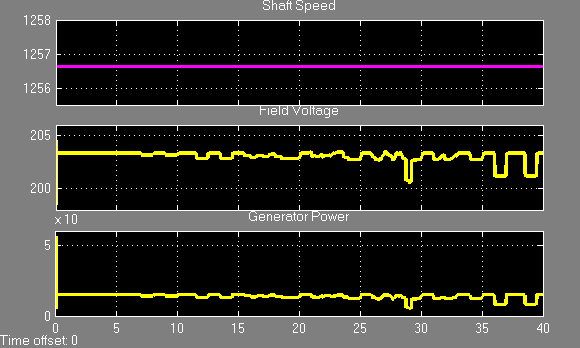 Shaft Speed
1258
1257
1256
Field Voltage
205
200
x 10
Generator Power
5
0
0 5 10 15 20 25 30 35 40
Time offset: 0